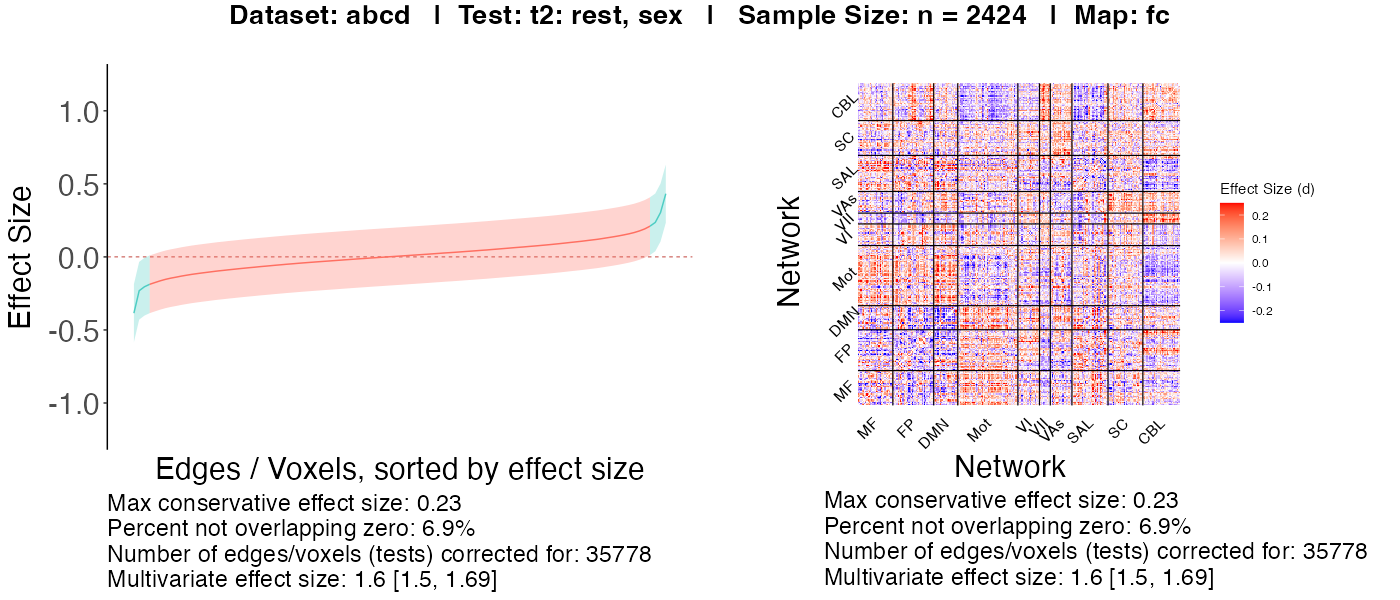 Dataset: abcd | Test: t2: rest, sex | Sample Size: n = 2424 | Map: fc
Effect Size
1.0
0.5
0.0
-0.5
-1.0
Edges / Voxels, sorted by effect size
Max conservative effect size: 0.23
Percent not overlapping zero: 6.9%
Number of edges/voxels (tests) corrected for: 35778
Multivariate effect size: 1.6 [1.5, 1.69]
Network
CBL
SC
SAL
VAs
VII
VI
Mot
DMN
FP
MF
MF
FP
DMN
Mot
VI
VII
VAs
SAL
SC
CBL
Network
Effect Size (d)
0.2
0.1
0.0
-0.1
-0.2
Max conservative effect size: 0.23
Percent not overlapping zero: 6.9%
Number of edges/voxels (tests) corrected for: 35778
Multivariate effect size: 1.6 [1.5, 1.69]